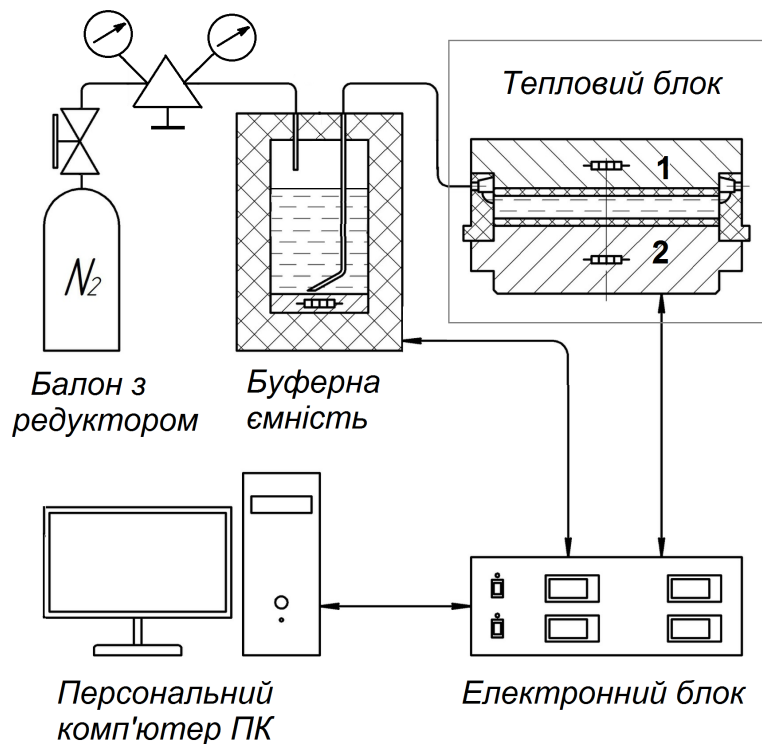 Тепловий блок
1
2
N₂
Балон з
редуктором
Буферна
ємність
Персональний
комп'ютер ПК
Електронний блок